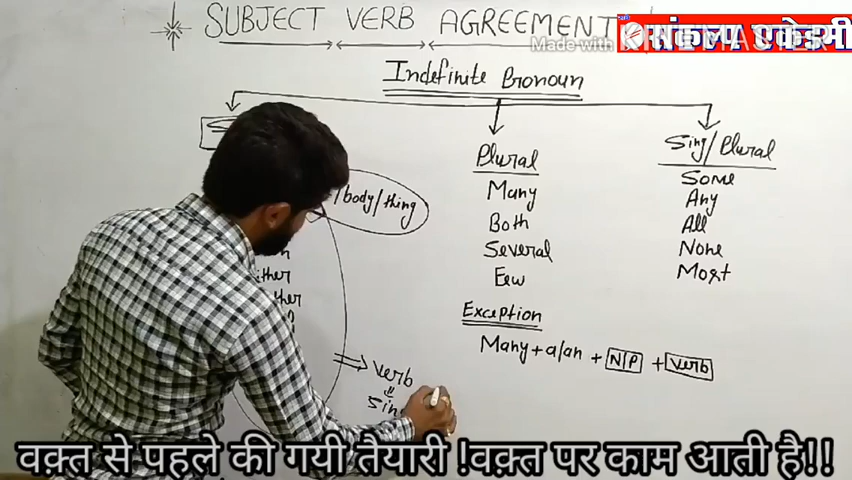 SUBJECT VERB AGREEMENT
संकल्प एकेडमी
Made with KINEMASTER
Indefinite Pronoun
/body/thing
Plural
Many
Both
Several
Few
Sing/Plural
Some
Any
All
None
Most
Exception
Many + a/an + N/P + Verb
Verb
वक़्त से पहले की गयी तैयारी !वक़्त पर काम आती है!!